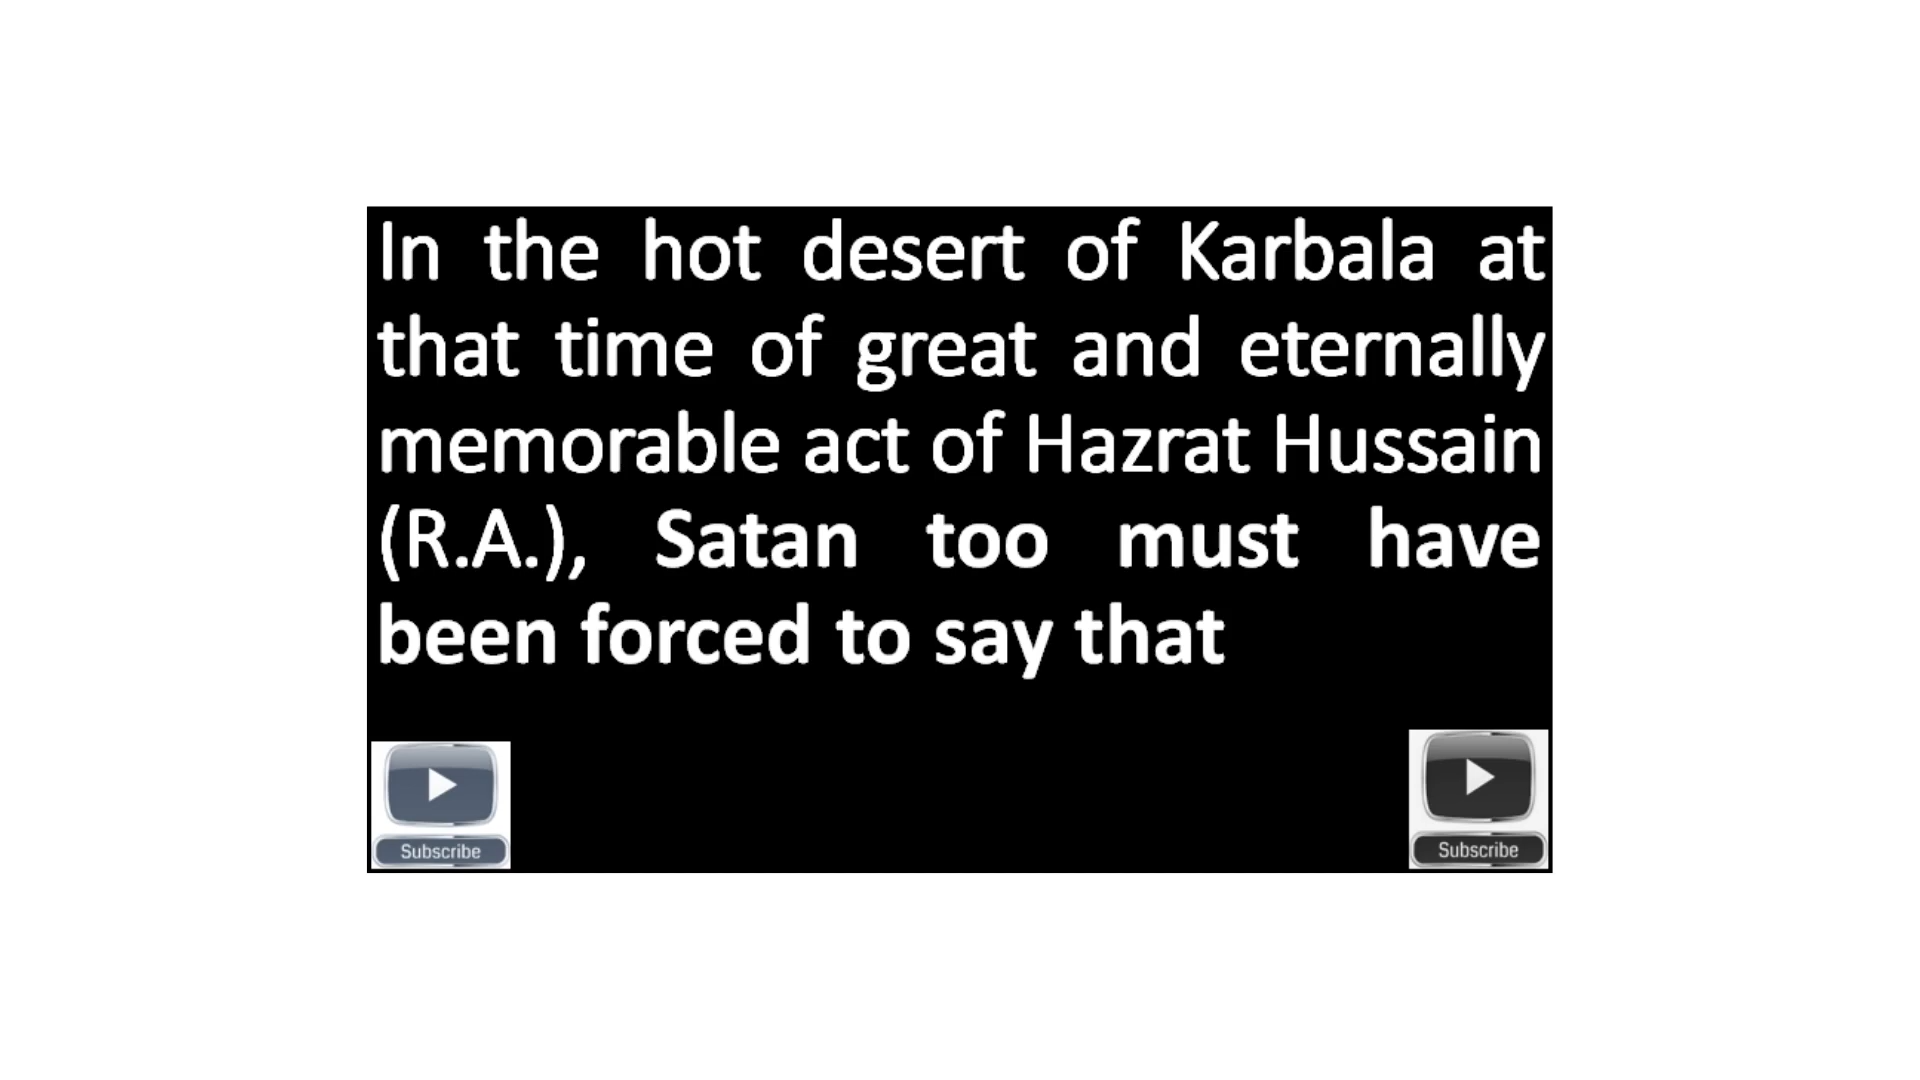 In the hot desert of Karbala at
that time of great and eternally
memorable act of Hazrat Hussain
(R.A.), Satan too must have
been forced to say that
Subscribe
Subscribe